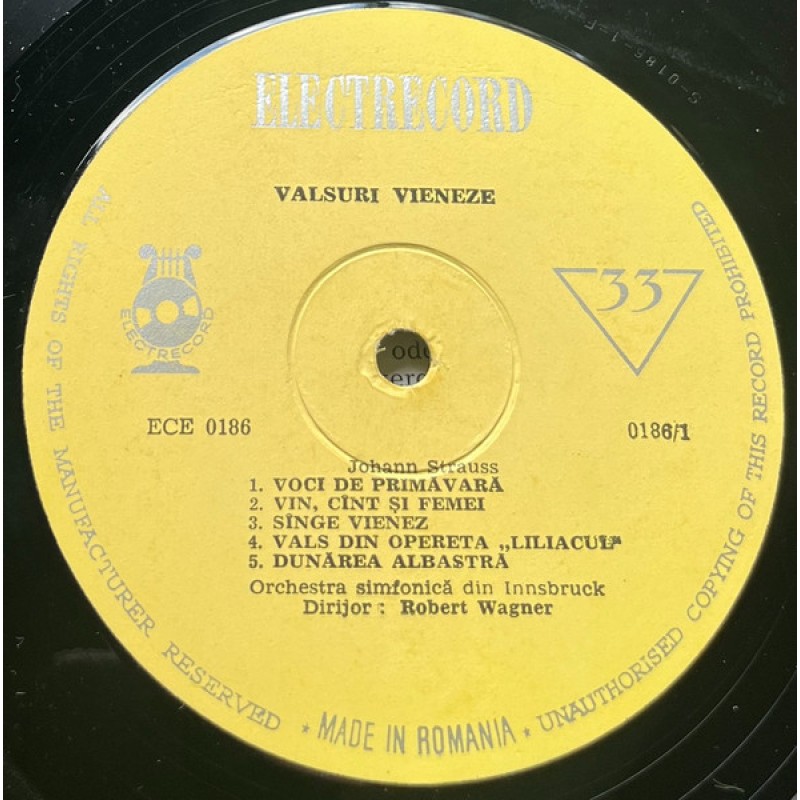 ELECTRECORD
VALSURI VIENEZE
ELECTRECORD
33
ECE 0186
0186/1
Johann Strauss
1. VOCI DE PRIMĂVARĂ
2. VIN, CÎNT ȘI FEMEI
3. SÎNGE VIENEZ
4. VALS DIN OPERETA „LILIACUL"
5. DUNĂREA ALBASTRĂ
Orchestra simfonică din Innsbruck
Dirijor : Robert Wagner
ALL RIGHTS OF THE MANUFACTURER RESERVED * MADE IN ROMANIA * UNAUTHORISED COPYING OF THIS RECORD PROHIBITED